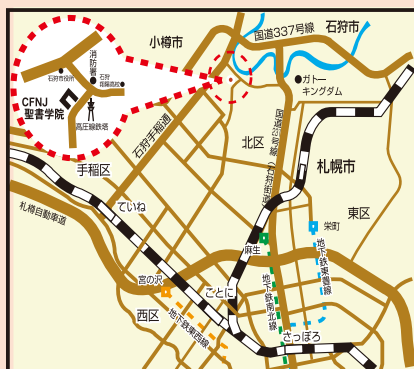 小樽市
国道337号線
石狩市
消防署
石狩市役所
石狩翔陽高校
CFNJ
聖書学院
高圧線鉄塔
ガトー
キングダム
石狩手稲通
北区
国道231号線(石狩街道)
札幌市
手稲区
ていね
東区
札樽自動車道
栄町
麻生
地下鉄東豊線
宮の沢
ことに
地下鉄南北線
西区
地下鉄東西線
さっぽろ